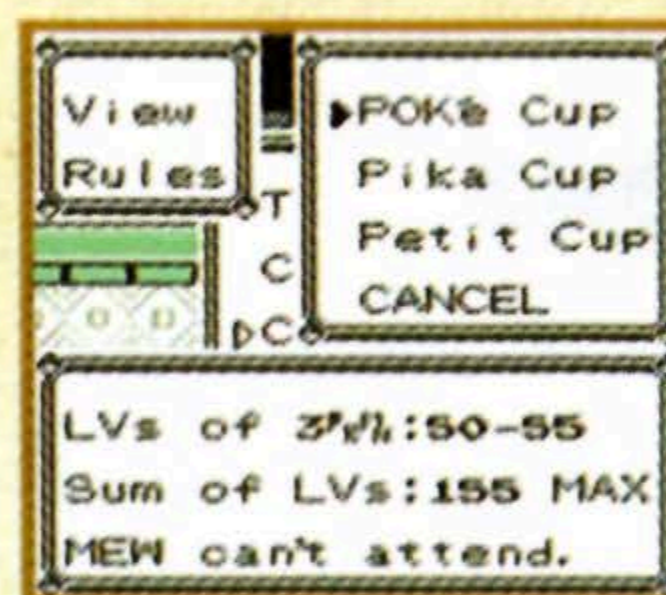 View
Rules
▶POKé Cup
Pika Cup
Petit Cup
CANCEL
T
C
▷C
LVs of 3:50-55
Sum of LVs:155 MAX
MEW can't attend.